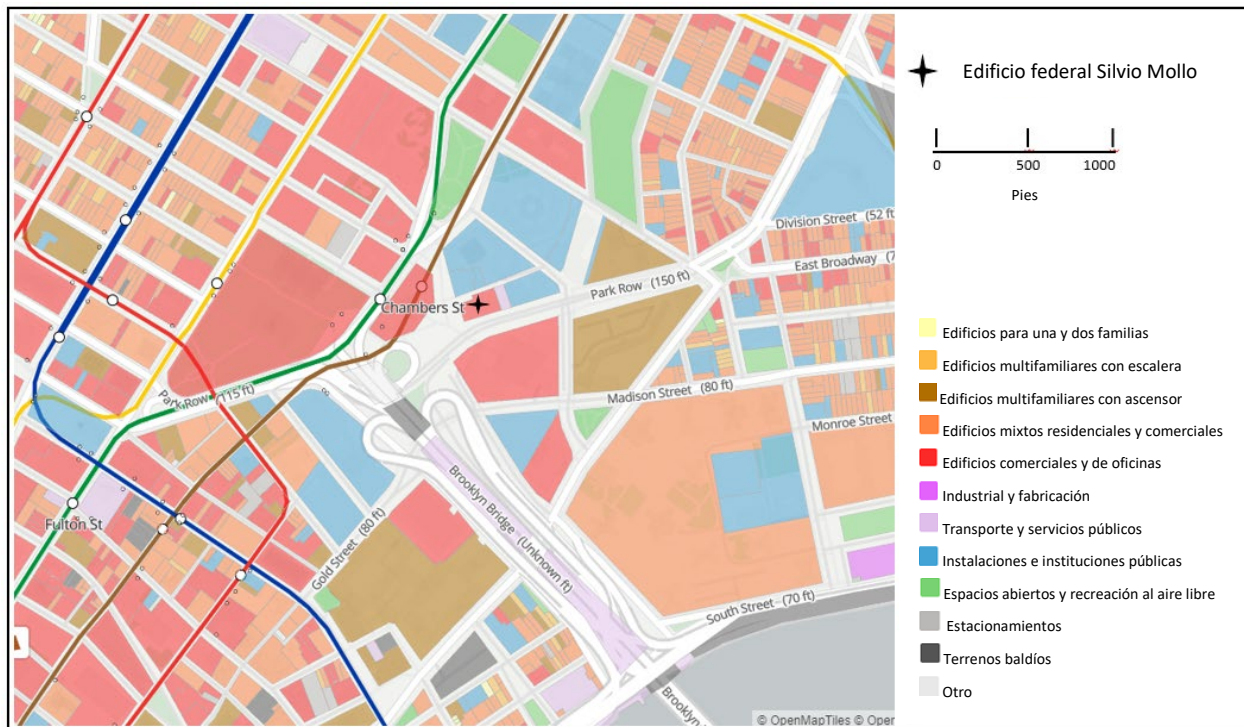 Edificio federal Silvio Mollo
0 500 1000
Pies
Division Street (52 ft
East Broadway (7
Park Row (150 ft)
Chambers St
Madison Street (80 ft)
Park Row (115 ft)
Monroe Street
Brooklyn Bridge (Unknown ft)
Fulton St
Gold Street (80 ft)
South Street (70 ft)
Brooklyn
© OpenMapTiles © Open
Edificios para una y dos familias
Edificios multifamiliares con escalera
Edificios multifamiliares con ascensor
Edificios mixtos residenciales y comerciales
Edificios comerciales y de oficinas
Industrial y fabricación
Transporte y servicios públicos
Instalaciones e instituciones públicas
Espacios abiertos y recreación al aire libre
Estacionamientos
Terrenos baldíos
Otro